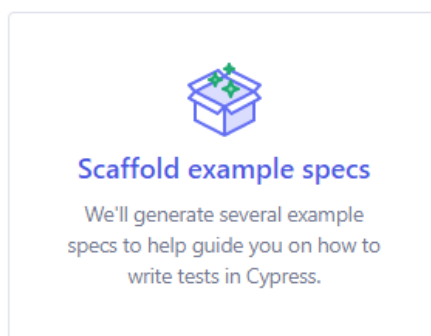 Scaffold example specs
We'll generate several example
specs to help guide you on how to
write tests in Cypress.